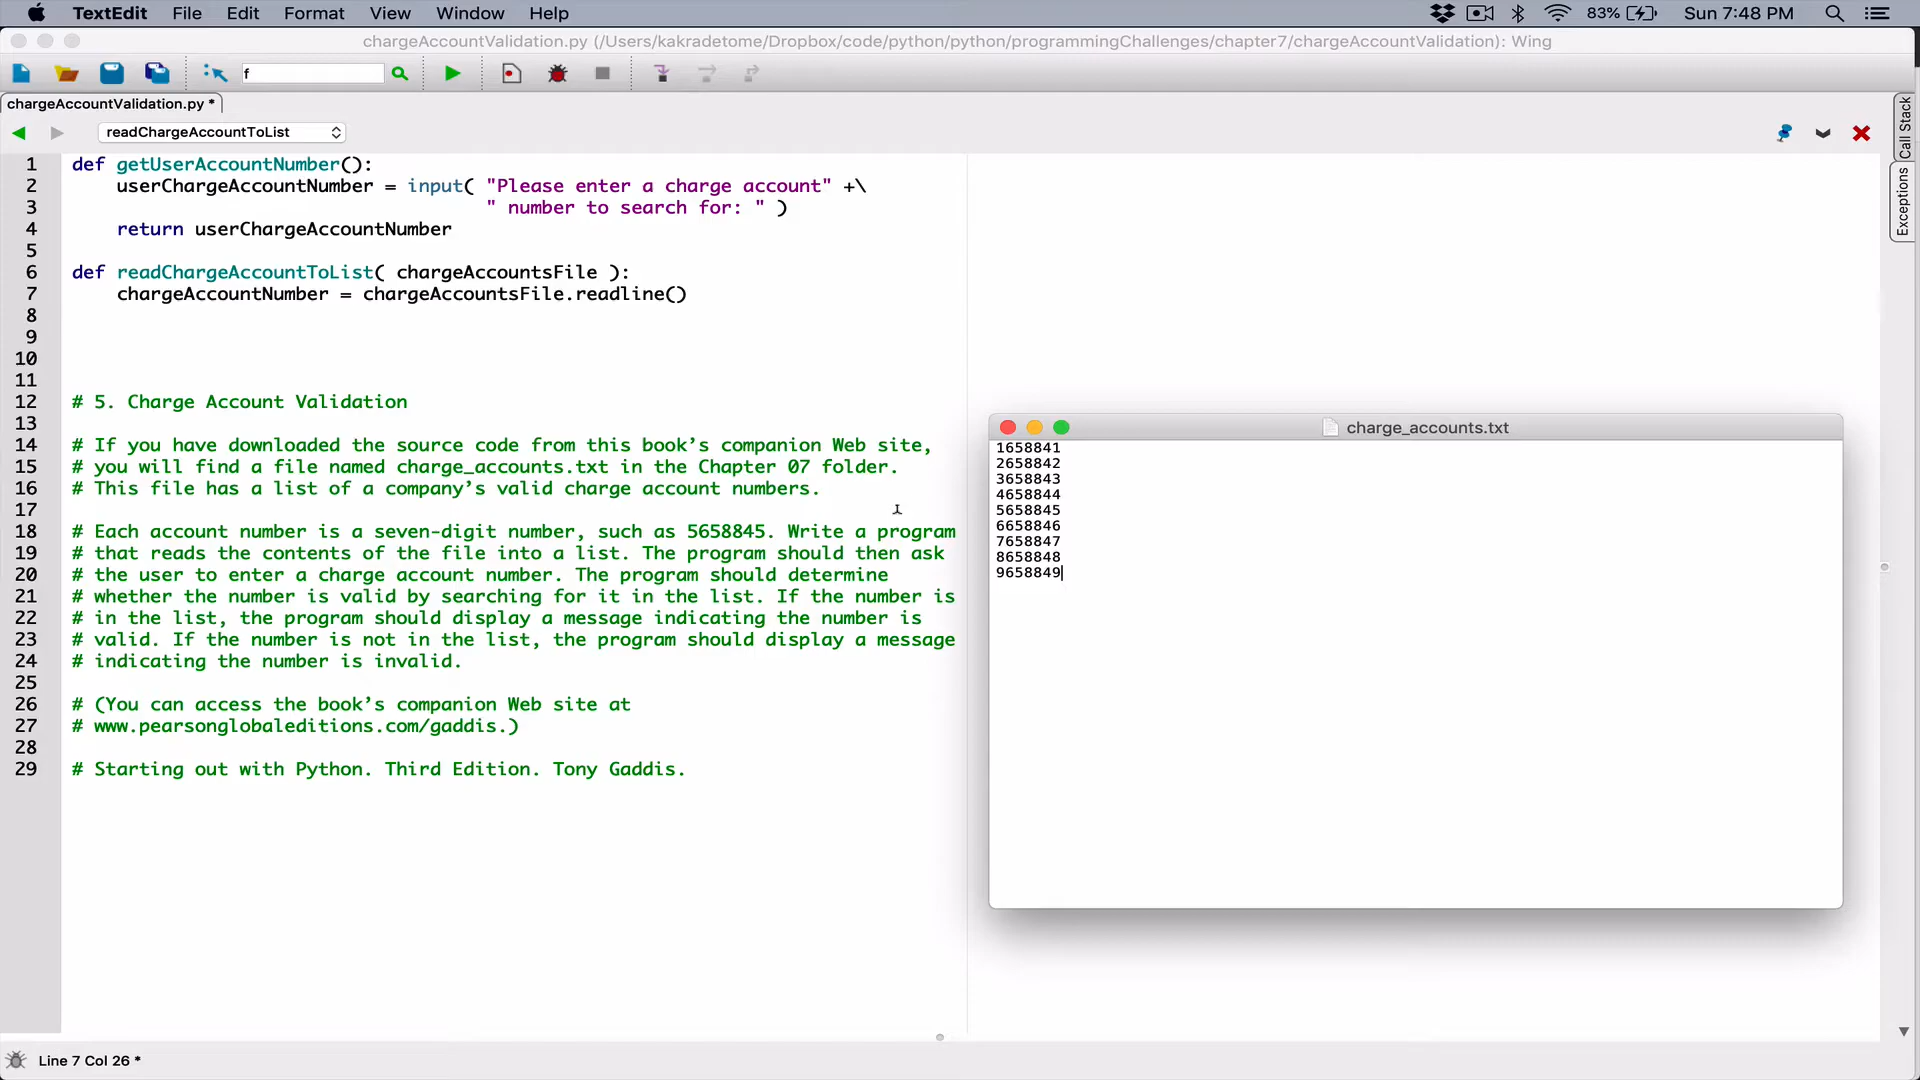 TextEdit File Edit Format View Window Help 83% Sun 7:48 PM
chargeAccountValidation.py (/Users/kakradetome/Dropbox/code/python/python/programmingChallenges/chapter7/chargeAccountValidation): Wing
f
chargeAccountValidation.py *
readChargeAccountToList
Call Stack
Exceptions
1 def getUserAccountNumber():
2 userChargeAccountNumber = input( "Please enter a charge account" +\
3 " number to search for: " )
4 return userChargeAccountNumber
5
6 def readChargeAccountToList( chargeAccountsFile ):
7 chargeAccountNumber = chargeAccountsFile.readline()
8
9
10
11
12 # 5. Charge Account Validation
13
14 # If you have downloaded the source code from this book’s companion Web site,
15 # you will find a file named charge_accounts.txt in the Chapter 07 folder.
16 # This file has a list of a company’s valid charge account numbers.
17
18 # Each account number is a seven-digit number, such as 5658845. Write a program
19 # that reads the contents of the file into a list. The program should then ask
20 # the user to enter a charge account number. The program should determine
21 # whether the number is valid by searching for it in the list. If the number is
22 # in the list, the program should display a message indicating the number is
23 # valid. If the number is not in the list, the program should display a message
24 # indicating the number is invalid.
25
26 # (You can access the book’s companion Web site at
27 # www.pearsonglobaleditions.com/gaddis.)
28
29 # Starting out with Python. Third Edition. Tony Gaddis.
charge_accounts.txt
1658841
2658842
3658843
4658844
5658845
6658846
7658847
8658848
9658849
Line 7 Col 26 *